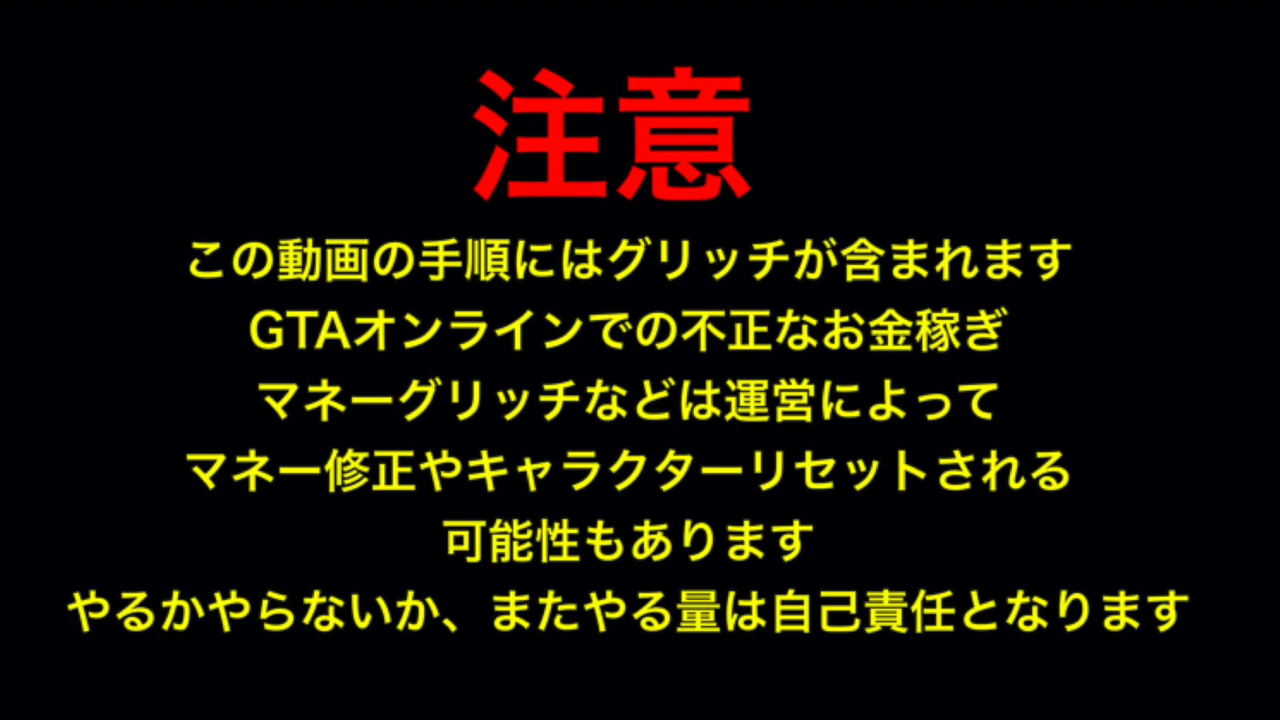 注意
この動画の手順にはグリッチが含まれます
GTAオンラインでの不正なお金稼ぎ
マネーグリッチなどは運営によって
マネー修正やキャラクターリセットされる
可能性もあります
やるかやらないか、またやる量は自己責任となります